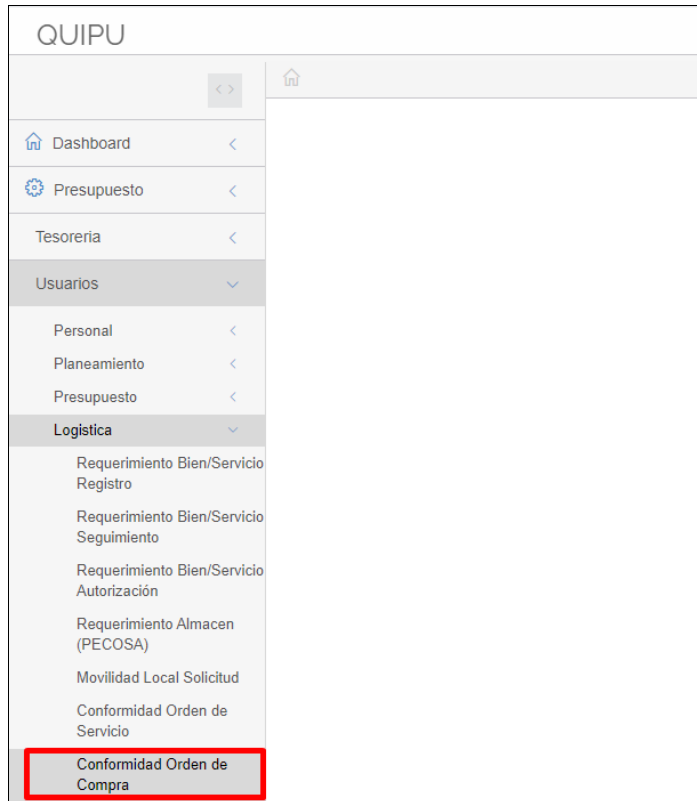 QUIPU
< >
Dashboard
Presupuesto
Tesoreria
Usuarios
Personal
Planeamiento
Presupuesto
Logistica
Requerimiento Bien/Servicio
Registro
Requerimiento Bien/Servicio
Seguimiento
Requerimiento Bien/Servicio
Autorización
Requerimiento Almacen
(PECOSA)
Movilidad Local Solicitud
Conformidad Orden de
Servicio
Conformidad Orden de
Compra